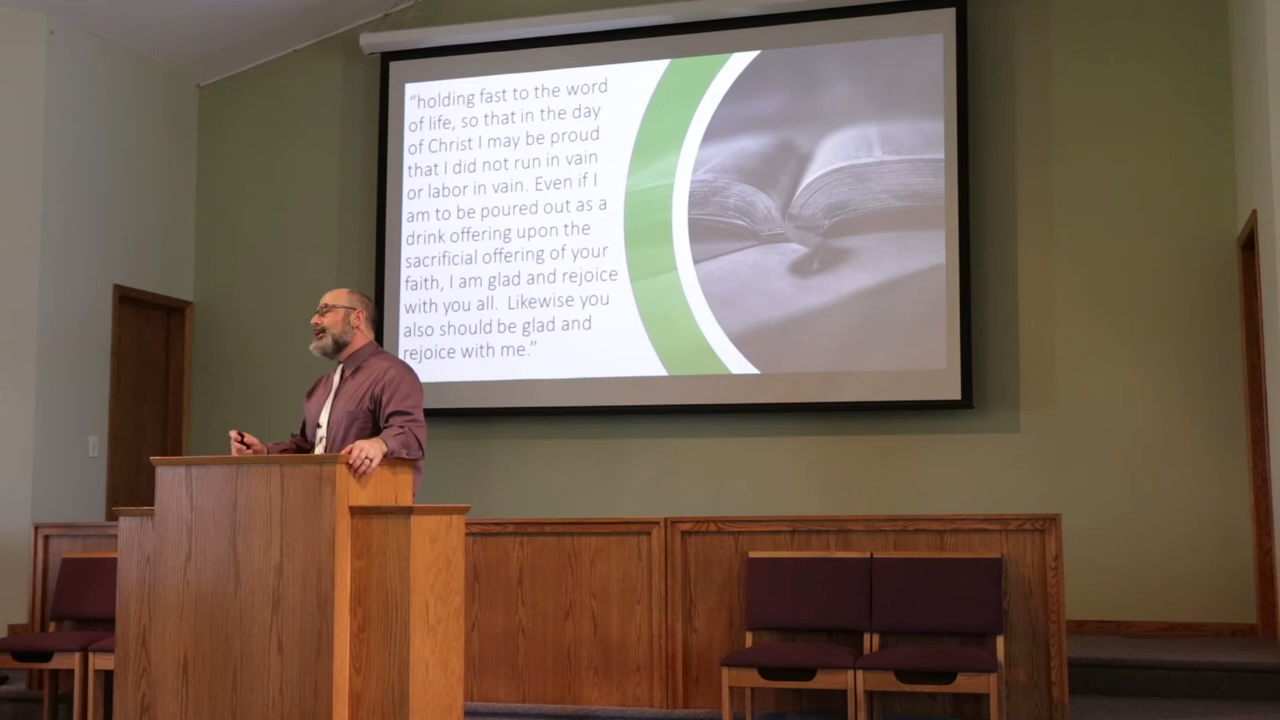 “holding fast to the word
of life, so that in the day
of Christ I may be proud
that I did not run in vain
or labor in vain. Even if I
am to be poured out as a
drink offering upon the
sacrificial offering of your
faith, I am glad and rejoice
with you all.  Likewise you
also should be glad and
rejoice with me.”